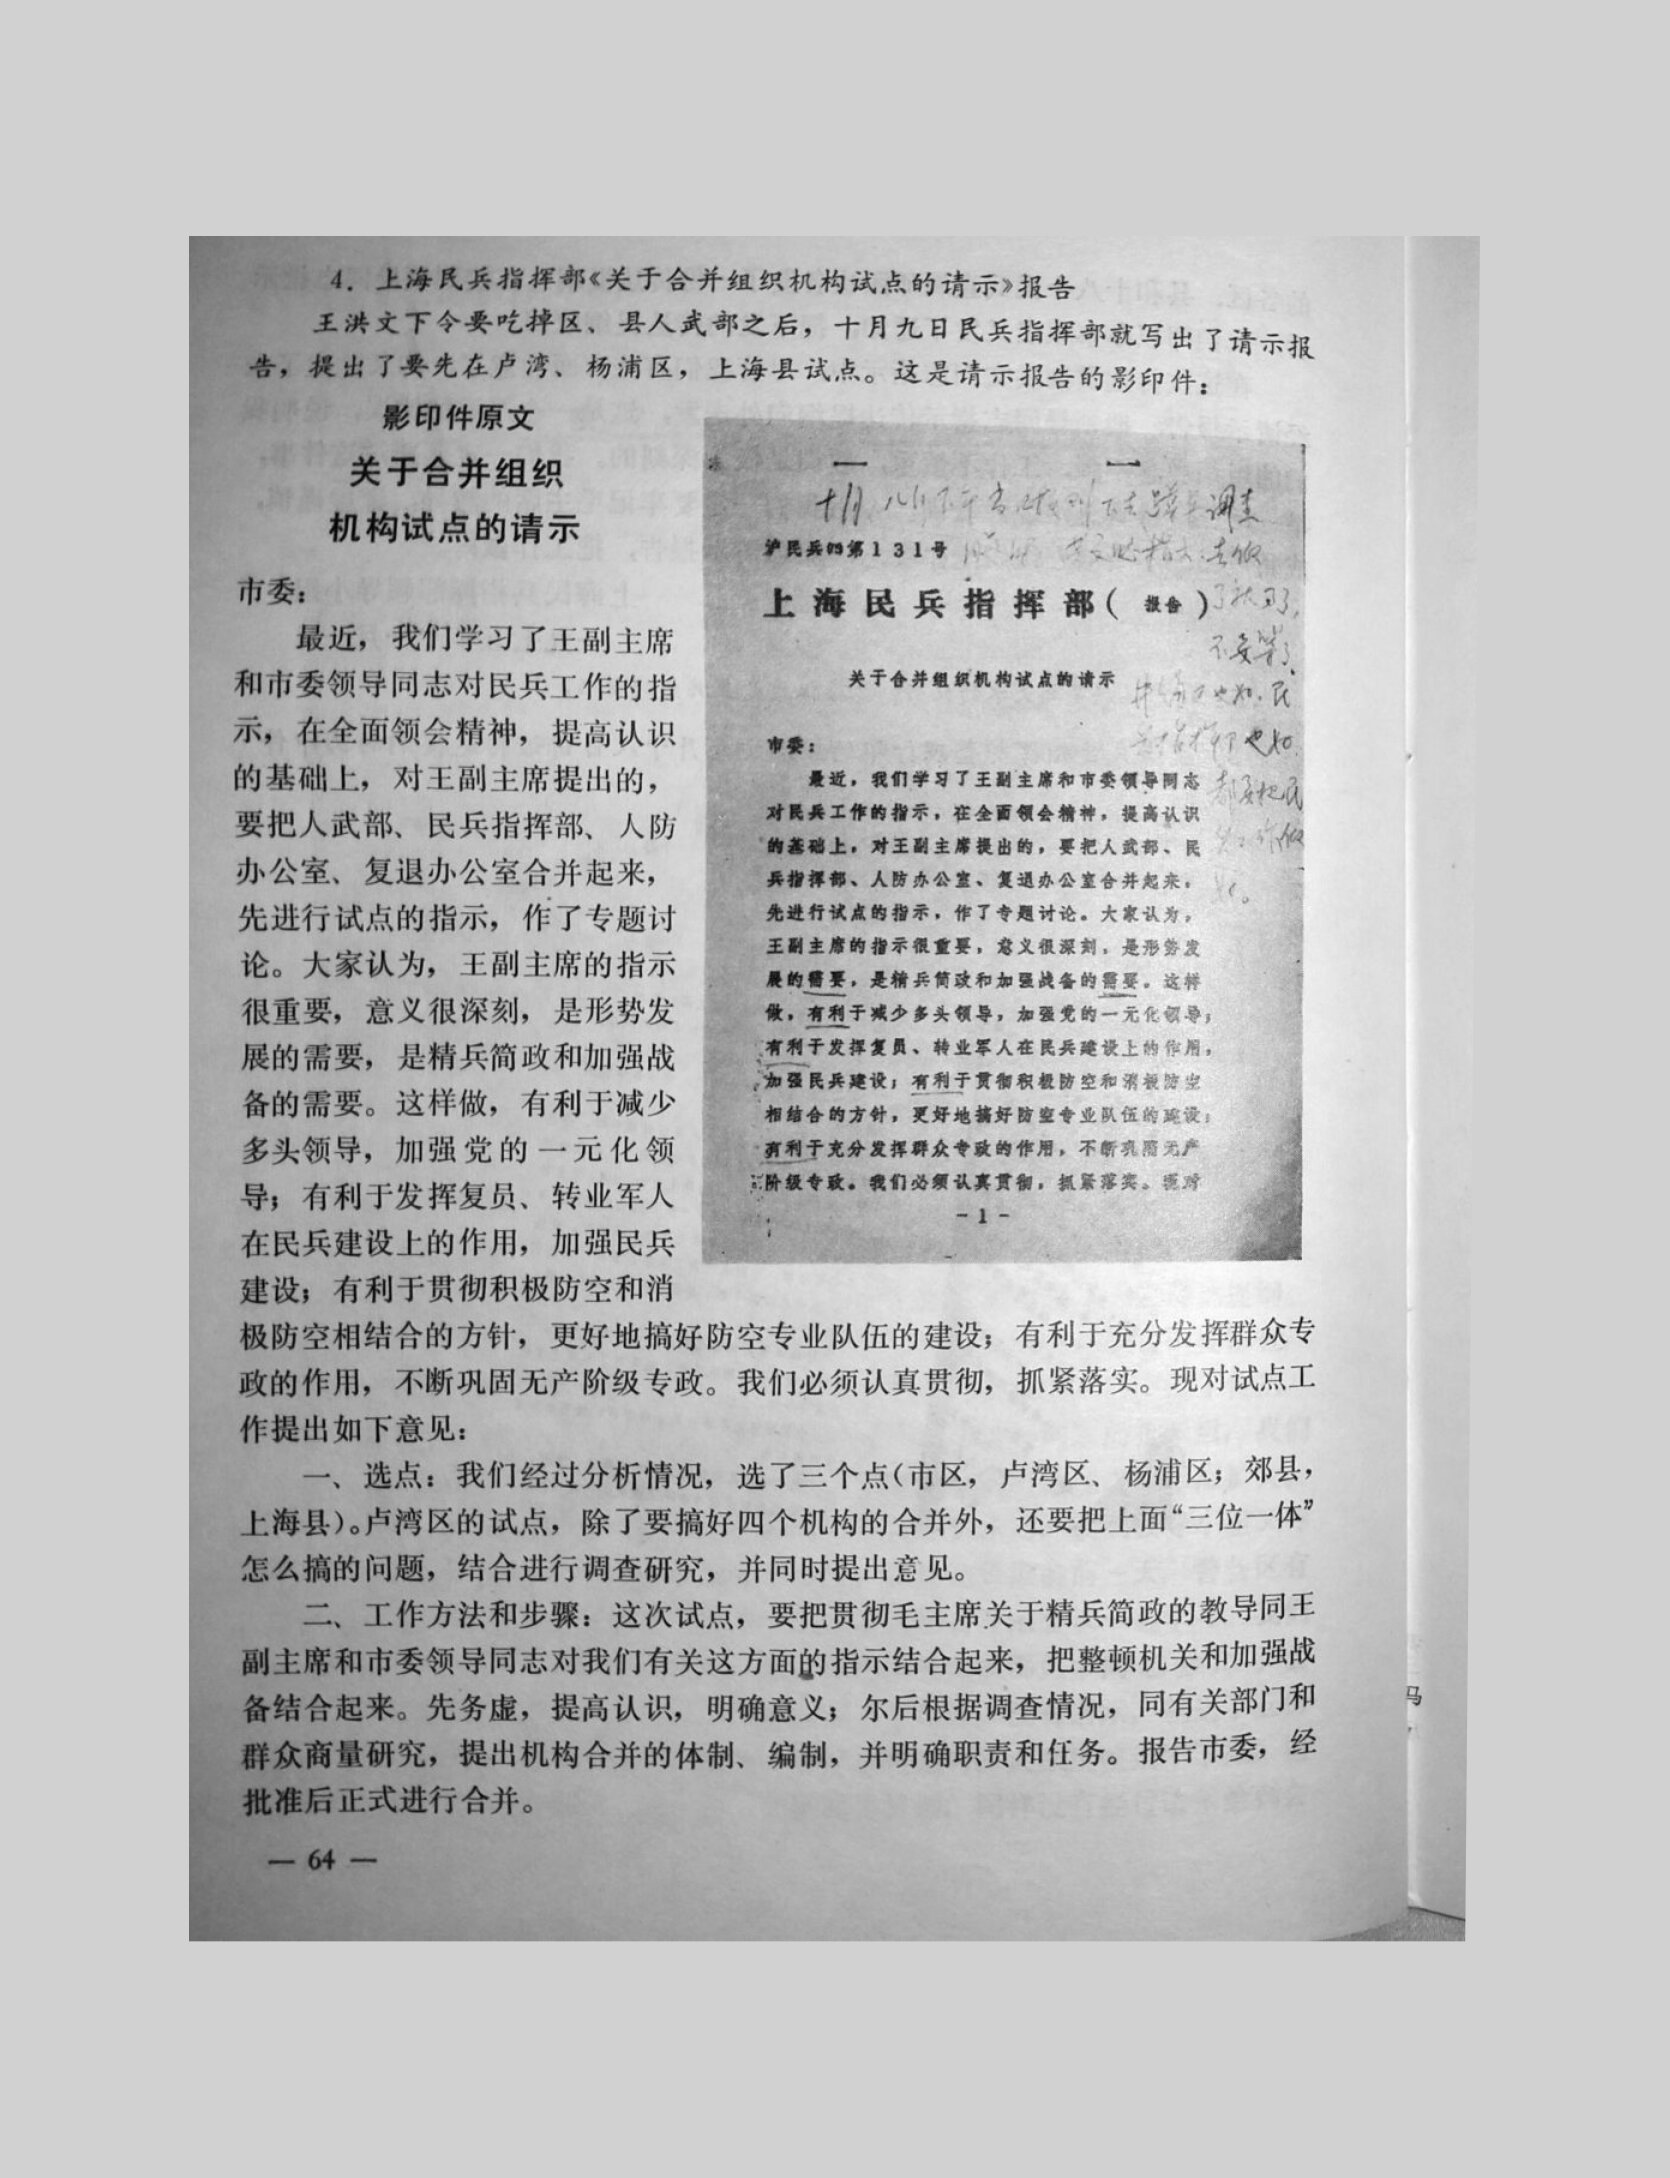 4．上海民兵指挥部《关于合并组织机构试点的请示》报告
王洪文下令要吃掉区、县人武部之后，十月九日民兵指挥部就写出了请示报
告，提出了要先在卢湾、杨浦区，上海县试点。这是请示报告的影印件：
影印件原文
关于合并组织
机构试点的请示
市委：
最近，我们学习了王副主席
和市委领导同志对民兵工作的指
示，在全面领会精神，提高认识
的基础上，对王副主席提出的，
要把人武部、民兵指挥部、人防
办公室、复退办公室合并起来，
先进行试点的指示，作了专题讨
论。大家认为，王副主席的指示
很重要，意义很深刻，是形势发
展的需要，是精兵简政和加强战
备的需要。这样做，有利于减少
多头领导，加强党的一元化领
导；有利于发挥复员、转业军人
在民兵建设上的作用，加强民兵
建设；有利于贯彻积极防空和消
沪民兵四第131号
上海民兵指挥部（报告）
关于合并组织机构试点的请示
市委：
最近，我们学习了王副主席和市委领导同志
对民兵工作的指示，在全面领会精神，提高认识
的基础上，对王副主席提出的，要把人武部、民
兵指挥部、人防办公室、复退办公室合并起来，
先进行试点的指示，作了专题讨论。大家认为，
王副主席的指示很重要，意义很深刻，是形势发
展的需要，是精兵简政和加强战备的需要。这样
做，有利于减少多头领导，加强党的一元化领导；
有利于发挥复员、转业军人在民兵建设上的作用，
加强民兵建设；有利于贯彻积极防空和消极防空
相结合的方针，更好地搞好防空专业队伍的建设；
有利于充分发挥群众专政的作用，不断巩固无产
阶级专政。我们必须认真贯彻，抓紧落实。现对
-1-
调查
去做
不要等了
民
也好
都要把民
做
极防空相结合的方针，更好地搞好防空专业队伍的建设；有利于充分发挥群众专
政的作用，不断巩固无产阶级专政。我们必须认真贯彻，抓紧落实。现对试点工
作提出如下意见：
一、选点：我们经过分析情况，选了三个点（市区，卢湾区、杨浦区；郊县，
上海县）。卢湾区的试点，除了要搞好四个机构的合并外，还要把上面“三位一体”
怎么搞的问题，结合进行调查研究，并同时提出意见。
二、工作方法和步骤：这次试点，要把贯彻毛主席关于精兵简政的教导同王
副主席和市委领导同志对我们有关这方面的指示结合起来，把整顿机关和加强战
备结合起来。先务虚，提高认识，明确意义；尔后根据调查情况，同有关部门和
群众商量研究，提出机构合并的体制、编制，并明确职责和任务。报告市委，经
批准后正式进行合并。
— 64 —